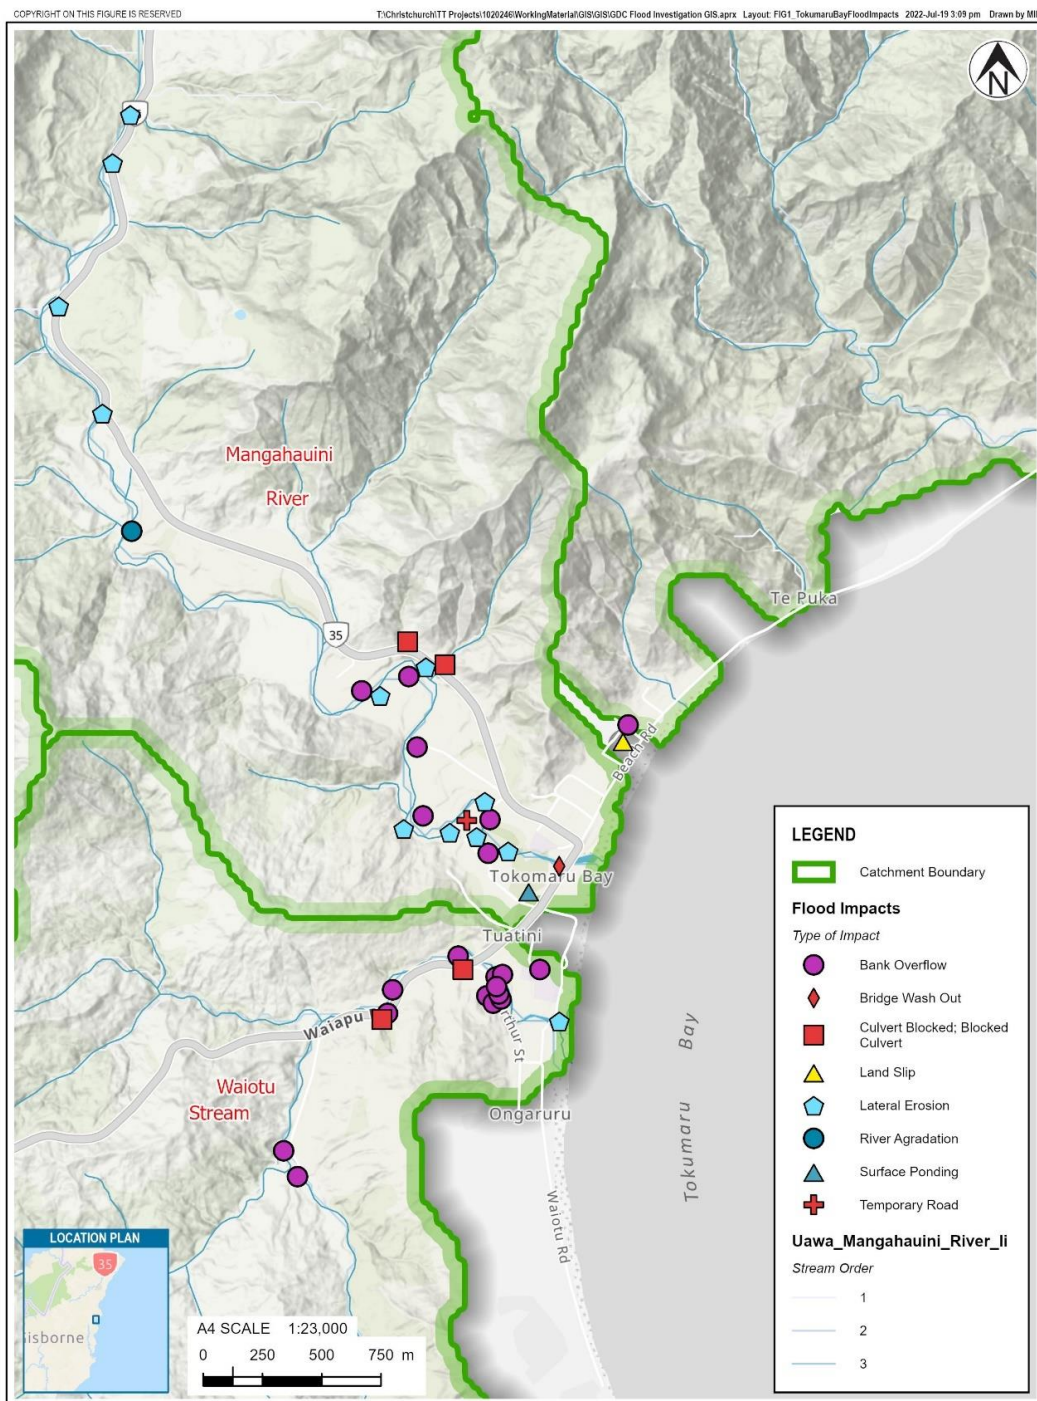 COPYRIGHT ON THIS FIGURE IS RESERVED
T:\Christchurch\TT Projects\1020246\WorkingMaterial\GIS\GIS\GDC Flood Investigation GIS.aprx Layout: FIG1_TokumaruBayFloodImpacts 2022-Jul-19 3:09 pm Drawn by MI
N
Mangahauini
River
35
Te Puka
Beach Rd
Tokomaru Bay
Tuatini
Waiapu
Arthur St
Waiotu
Stream
Ongaruru
Waiotu Rd
Tokumaru Bay
LEGEND
Catchment Boundary
Flood Impacts
Type of Impact
Bank Overflow
Bridge Wash Out
Culvert Blocked; Blocked
Culvert
Land Slip
Lateral Erosion
River Agradation
Surface Ponding
Temporary Road
Uawa_Mangahauini_River_li
Stream Order
1
2
3
LOCATION PLAN
35
isborne
A4 SCALE 1:23,000
0 250 500 750 m